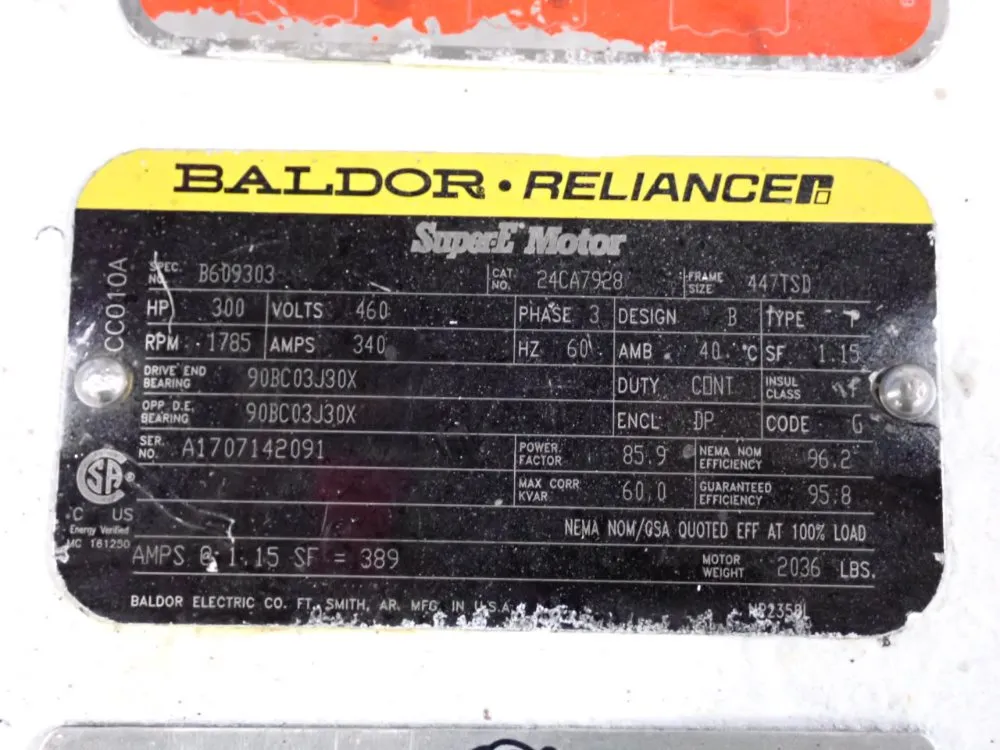 BALDOR · RELIANCE
Super-E Motor
CC010A
SPEC. NO. B609303 CAT. NO. 24CA7928 FRAME SIZE 447TSD
HP 300 VOLTS 460 PHASE 3 DESIGN B TYPE P
RPM 1785 AMPS 340 HZ 60 AMB 40 °C SF 1.15
DRIVE END BEARING 90BC03J30X DUTY CONT INSUL CLASS F
OPP D.E. BEARING 90BC03J30X ENCL DP CODE G
SER. NO. A1707142091 POWER FACTOR 85.9 NEMA NOM EFFICIENCY 96.2
MAX CORR KVAR 60.0 GUARANTEED EFFICIENCY 95.8
CSA
C US
Energy Verified
MC 161250
NEMA NOM/GSA QUOTED EFF AT 100% LOAD
AMPS @ 1.15 SF = 389 MOTOR WEIGHT 2036 LBS.
BALDOR ELECTRIC CO. FT. SMITH, AR. MFG. IN U.S.A.